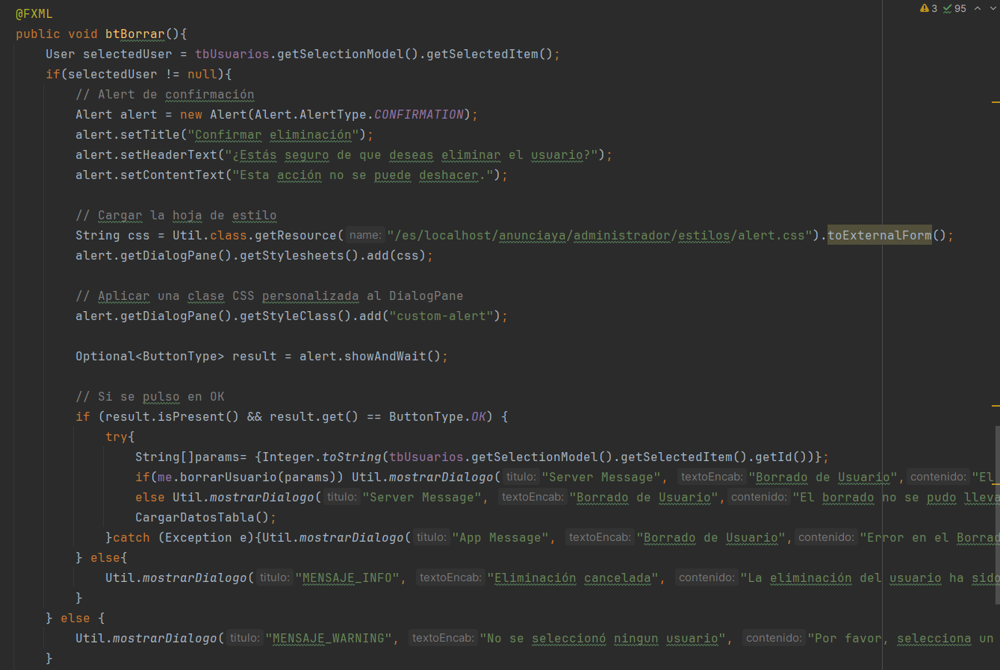 @FXML
3 95
public void btBorrar(){
User selectedUser = tbUsuarios.getSelectionModel().getSelectedItem();
if(selectedUser != null){
// Alert de confirmación
Alert alert = new Alert(Alert.AlertType.CONFIRMATION);
alert.setTitle("Confirmar eliminación");
alert.setHeaderText("¿Estás seguro de que deseas eliminar el usuario?");
alert.setContentText("Esta acción no se puede deshacer.");
// Cargar la hoja de estilo
String css = Util.class.getResource( name: "/es/localhost/anunciaya/administrador/estilos/alert.css").toExternalForm();
alert.getDialogPane().getStylesheets().add(css);
// Aplicar una clase CSS personalizada al DialogPane
alert.getDialogPane().getStyleClass().add("custom-alert");
Optional<ButtonType> result = alert.showAndWait();
// Si se pulso en OK
if (result.isPresent() && result.get() == ButtonType.OK) {
try{
String[]params= {Integer.toString(tbUsuarios.getSelectionModel().getSelectedItem().getId())};
if(me.borrarUsuario(params)) Util.mostrarDialogo( titulo: "Server Message", textoEncab: "Borrado de Usuario", contenido: "El
else Util.mostrarDialogo( titulo: "Server Message", textoEncab: "Borrado de Usuario", contenido: "El borrado no se pudo lleva
CargarDatosTabla();
}catch (Exception e){Util.mostrarDialogo( titulo: "App Message", textoEncab: "Borrado de Usuario", contenido: "Error en el Borrad
} else{
Util.mostrarDialogo( titulo: "MENSAJE_INFO", textoEncab: "Eliminación cancelada", contenido: "La eliminación del usuario ha sido
}
} else {
Util.mostrarDialogo( titulo: "MENSAJE_WARNING", textoEncab: "No se seleccionó ningun usuario", contenido: "Por favor, selecciona un
}